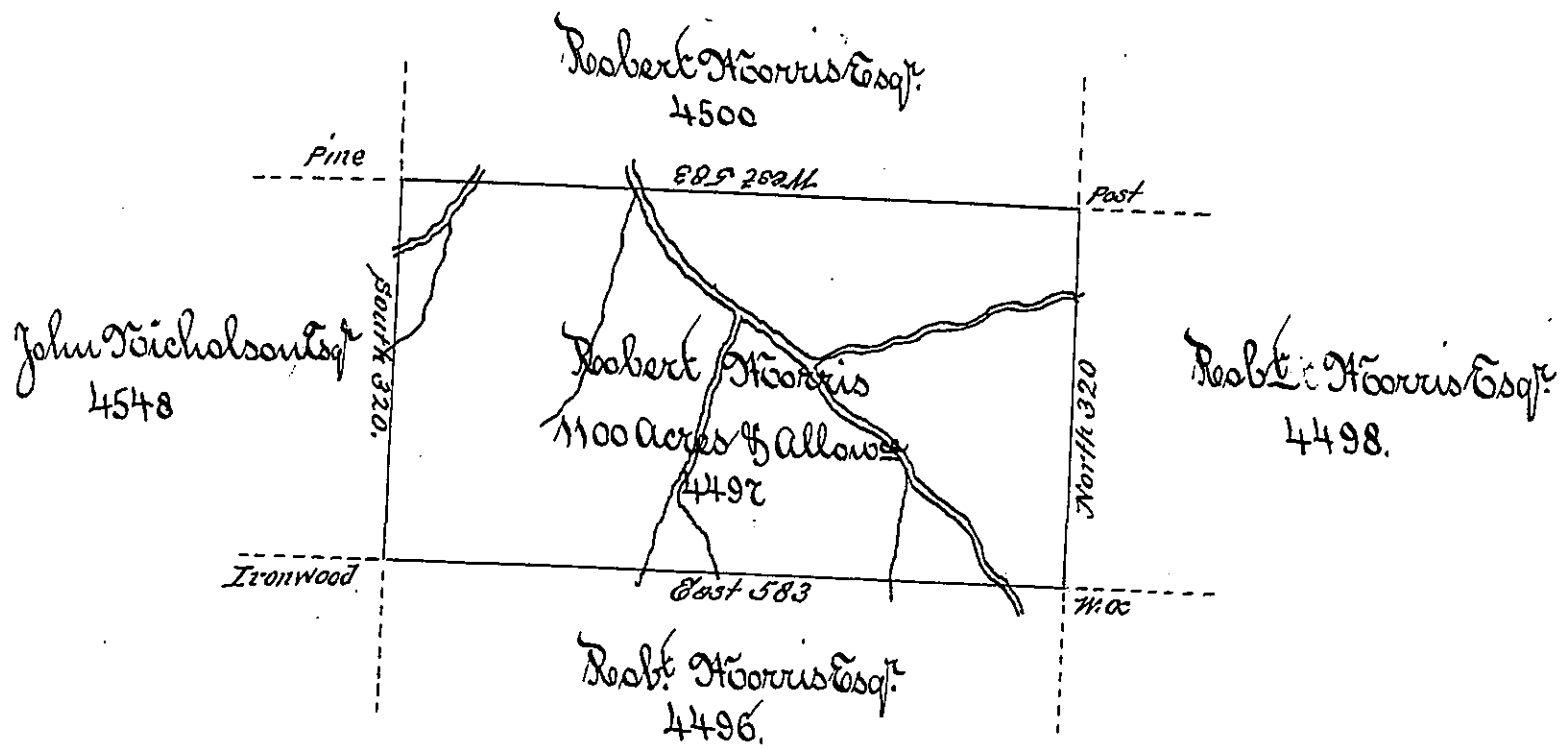 Robert Morris Esqr.
4500
Pine
West 583
Post
South 320.
John Nicholson Esqr
4548
Robert Morris
1100 Acres & Allowce
4497
North 320
Robt. Morris Esqr.
4498.
Ironwood
East 583
W.O
Robt. Morris Esqr.
4496.